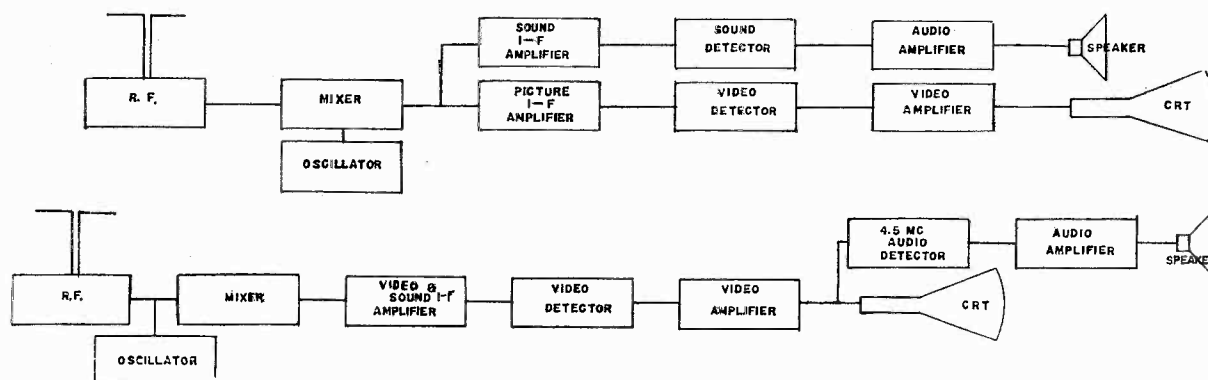 SOUND
I-F
AMPLIFIER
SOUND
DETECTOR
AUDIO
AMPLIFIER
SPEAKER
R. F.
MIXER
PICTURE
I-F
AMPLIFIER
VIDEO
DETECTOR
VIDEO
AMPLIFIER
CRT
OSCILLATOR
4.5 MC
AUDIO
DETECTOR
AUDIO
AMPLIFIER
SPEAKE
R.F.
MIXER
VIDEO &
SOUND I-F
AMPLIFIER
VIDEO
DETECTOR
VIDEO
AMPLIFIER
CRT
OSCILLATOR